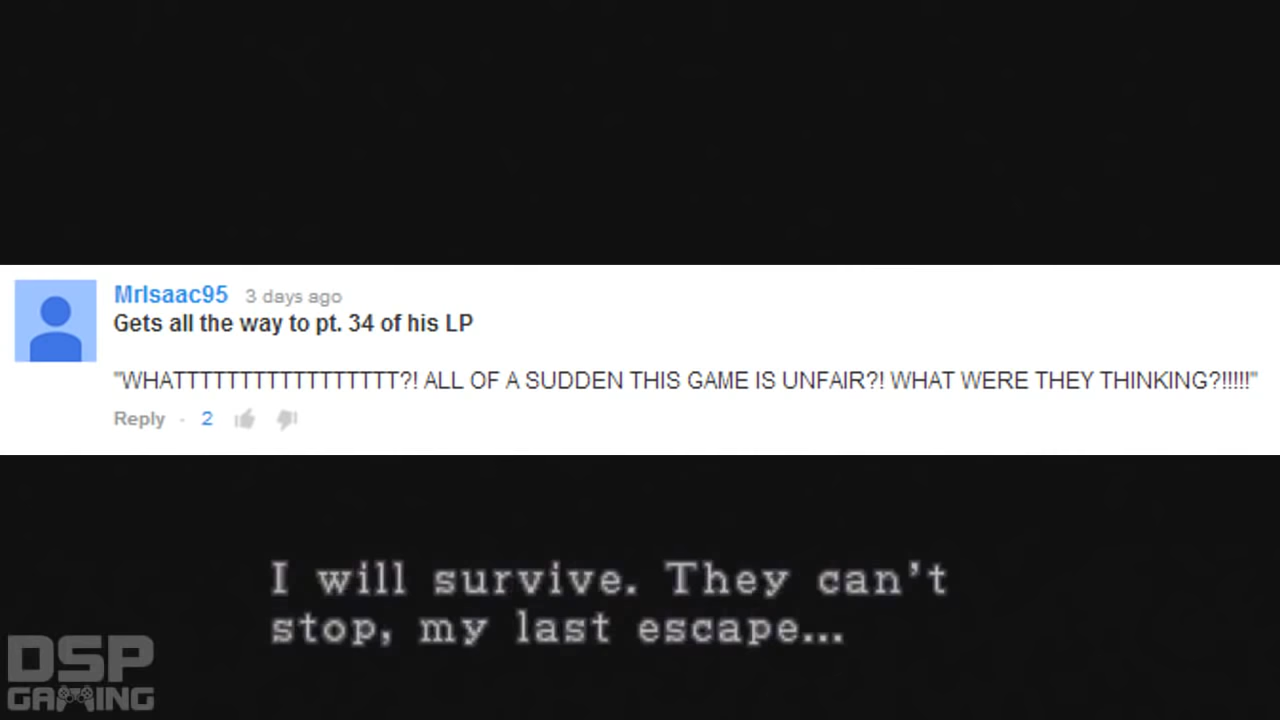 MrIsaac95 3 days ago
Gets all the way to pt. 34 of his LP
"WHATTTTTTTTTTTTTTTTTT?! ALL OF A SUDDEN THIS GAME IS UNFAIR?! WHAT WERE THEY THINKING?!!!!!"
Reply · 2
I will survive. They can't
stop, my last escape...
DSP
GAMING